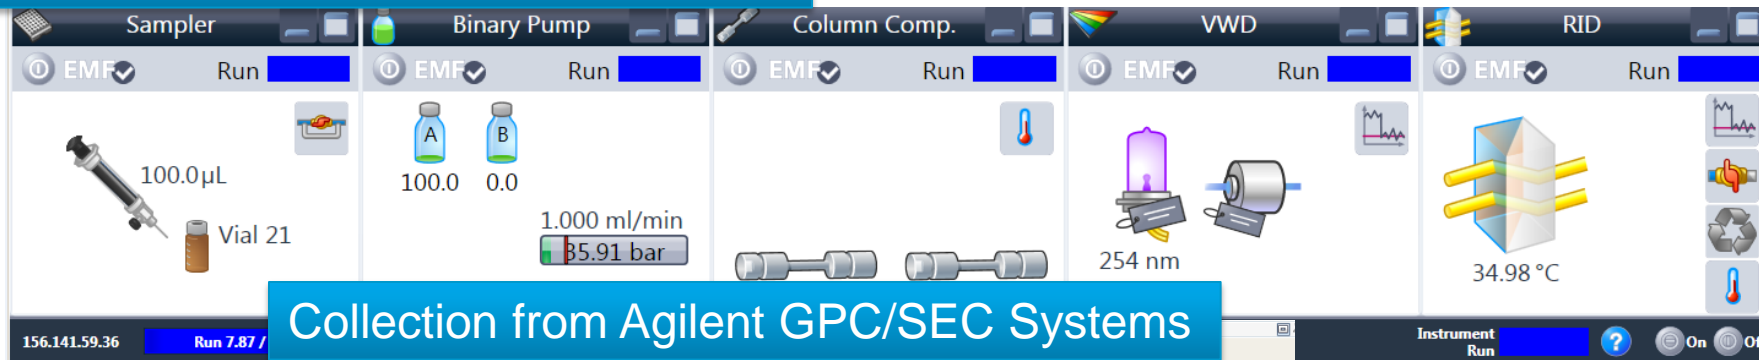 Sampler
Binary Pump
Column Comp.
VWD
RID
EMF
Run
EMF
Run
EMF
Run
EMF
Run
EMF
Run
100.0µL
Vial 21
A
B
100.0
0.0
1.000 ml/min
35.91 bar
254 nm
34.98 °C
Collection from Agilent GPC/SEC Systems
156.141.59.36
Run 7.87 /
Instrument
Run
?
On